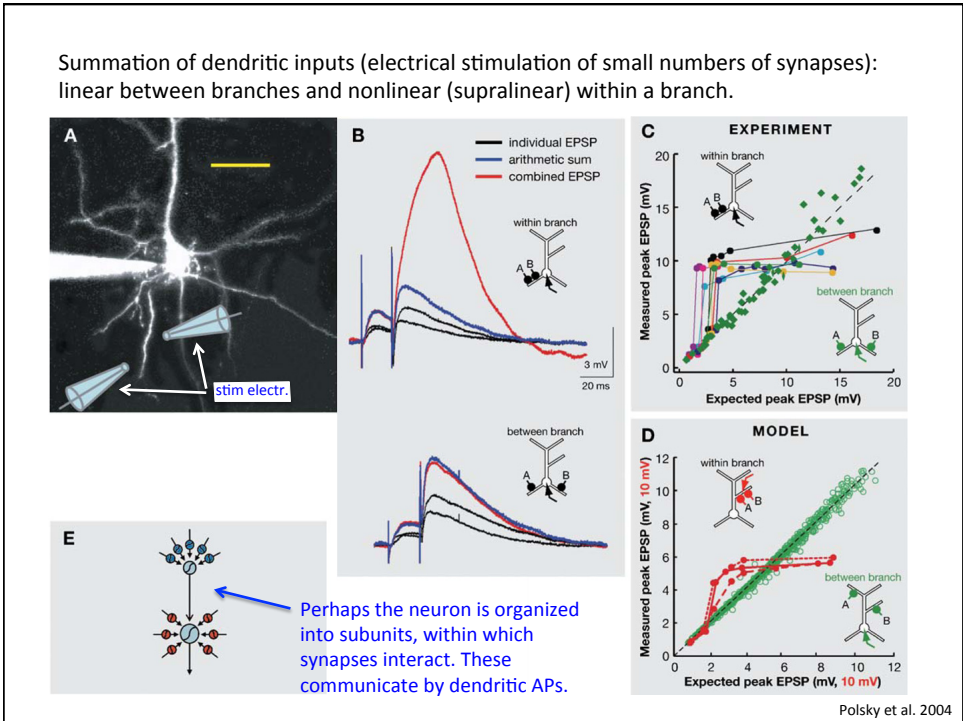 Summation of dendritic inputs (electrical stimulation of small numbers of synapses):
linear between branches and nonlinear (supralinear) within a branch.
A
stim electr.
B
individual EPSP
arithmetic sum
combined EPSP
within branch
A B
3 mV
20 ms
between branch
A B
C EXPERIMENT
Measured peak EPSP (mV)
20
15
10
5
0
within branch
A B
between branch
A B
0 5 10 15 20
Expected peak EPSP (mV)
D MODEL
Measured peak EPSP (mV, 10 mV)
12
10
8
6
4
2
0
within branch
A B
between branch
A B
0 2 4 6 8 10 12
Expected peak EPSP (mV, 10 mV)
E
Perhaps the neuron is organized
into subunits, within which
synapses interact. These
communicate by dendritic APs.
Polsky et al. 2004